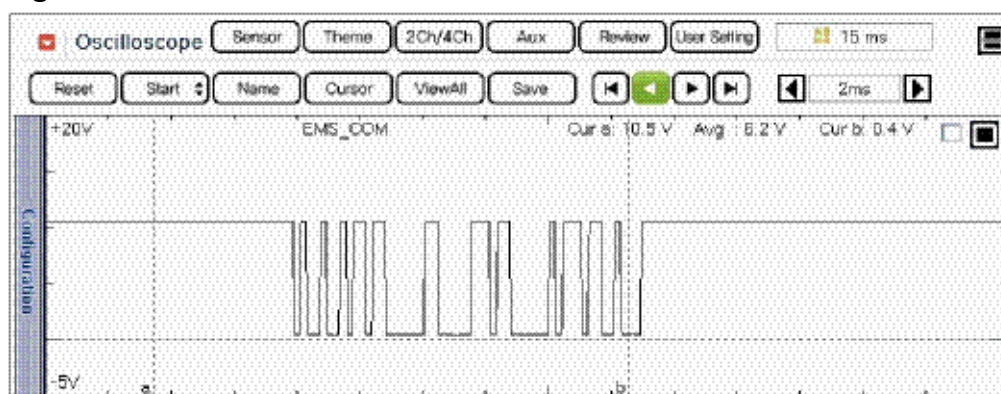 Oscilloscope Sensor Theme 2Ch/4Ch Aux Review User Setting 15 ms
Reset Start Name Cursor ViewAll Save 2ms
+20V EMS_COM Cur a: 10.5 V Avg : 6.2 V Cur b: 0.4 V
Configuration
-5V a b